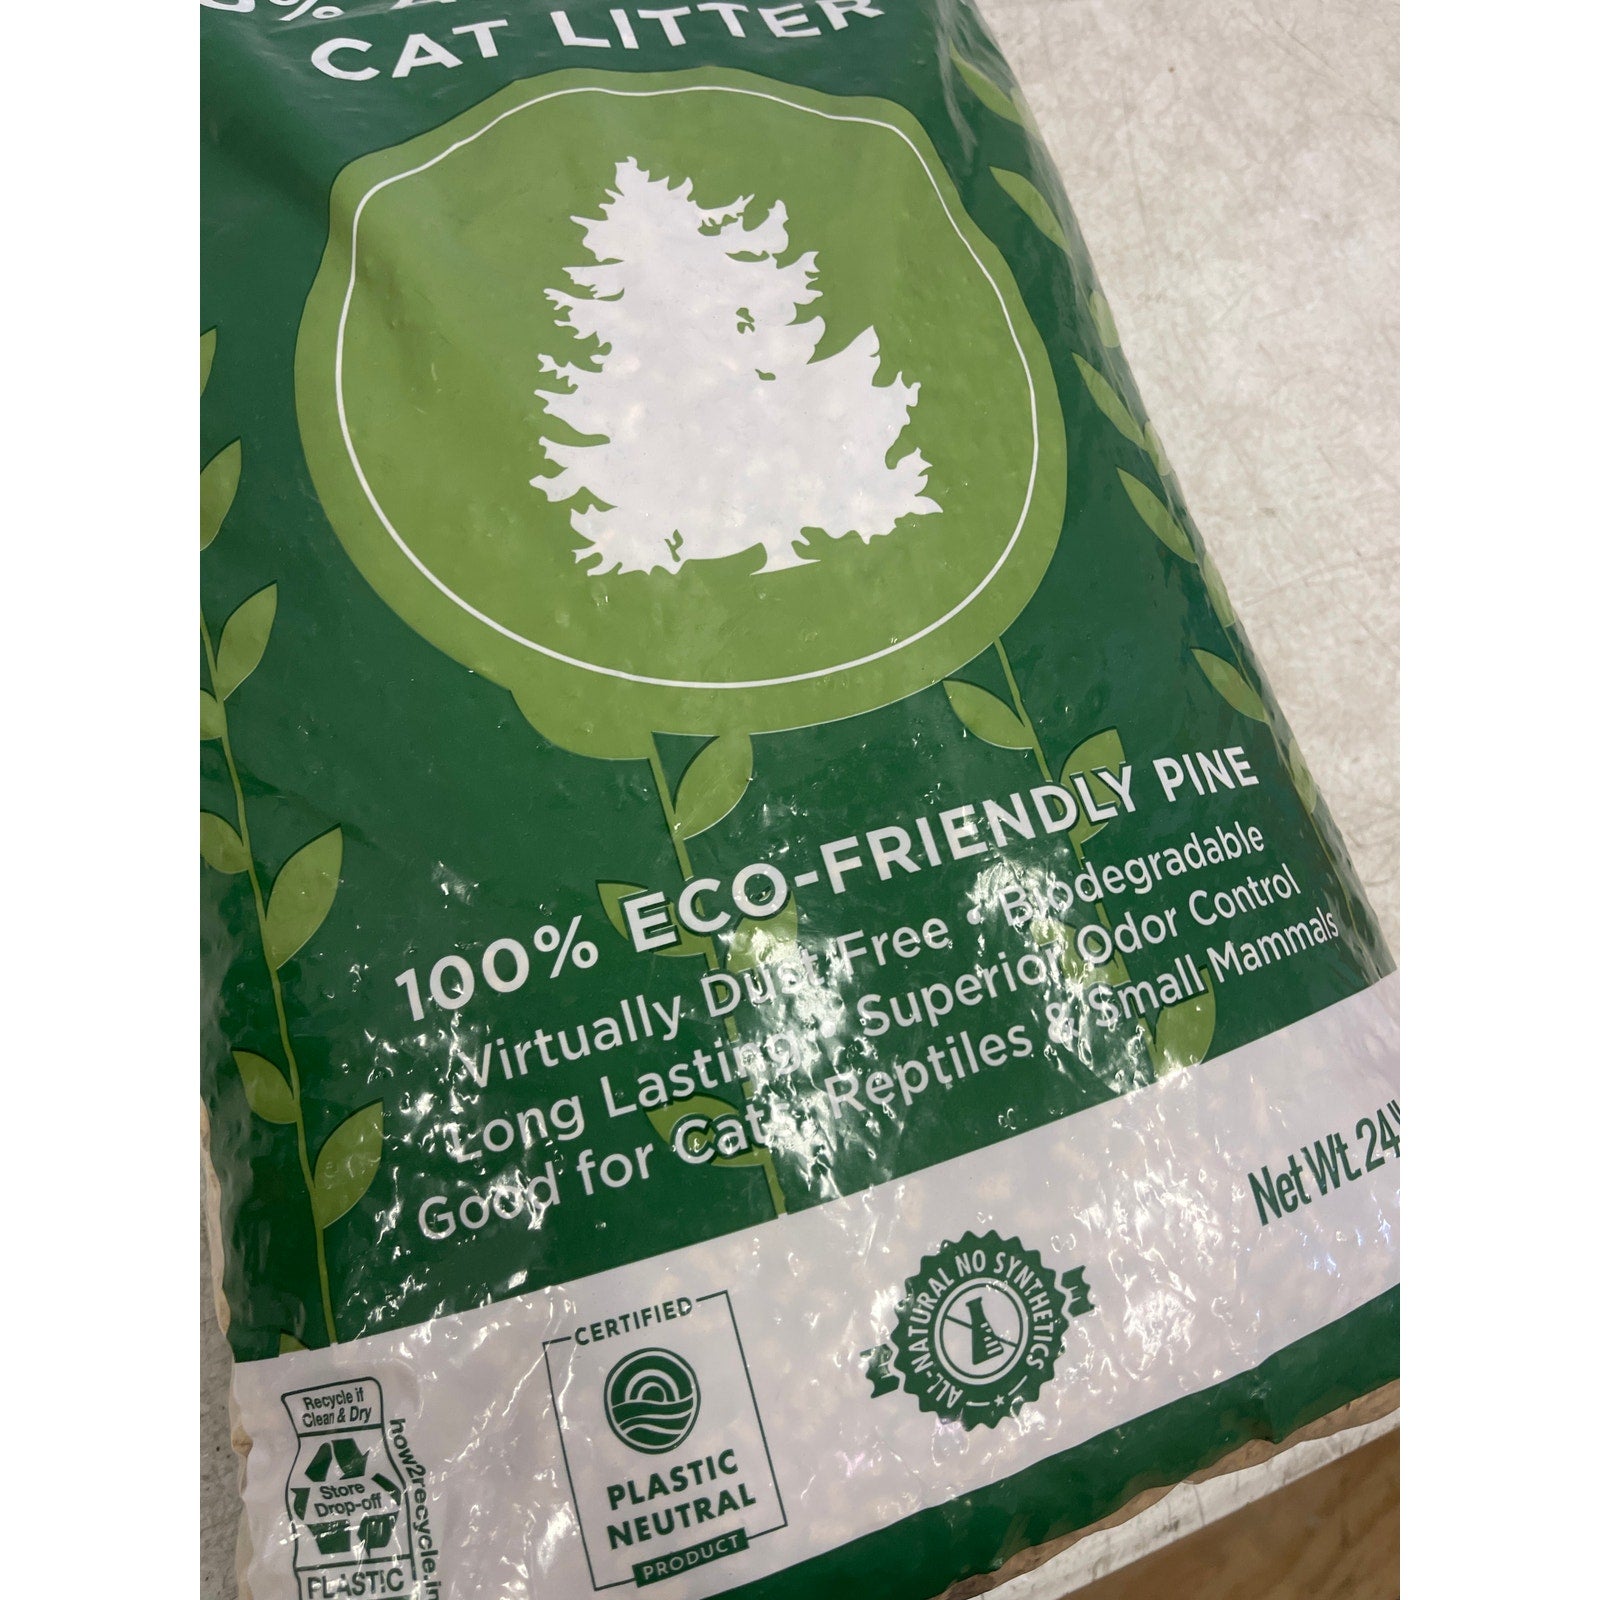 CAT LITTER
100% ECO-FRIENDLY PINE
Virtually Dust Free • Biodegradable
Long Lasting • Superior Odor Control
Good for Cats, Reptiles & Small Mammals
Net Wt. 24
CERTIFIED
PLASTIC
NEUTRAL
PRODUCT
ALL-NATURAL NO SYNTHETICS
Recycle if
Clean & Dry
Store
Drop-off
PLASTIC
how2recycle.in